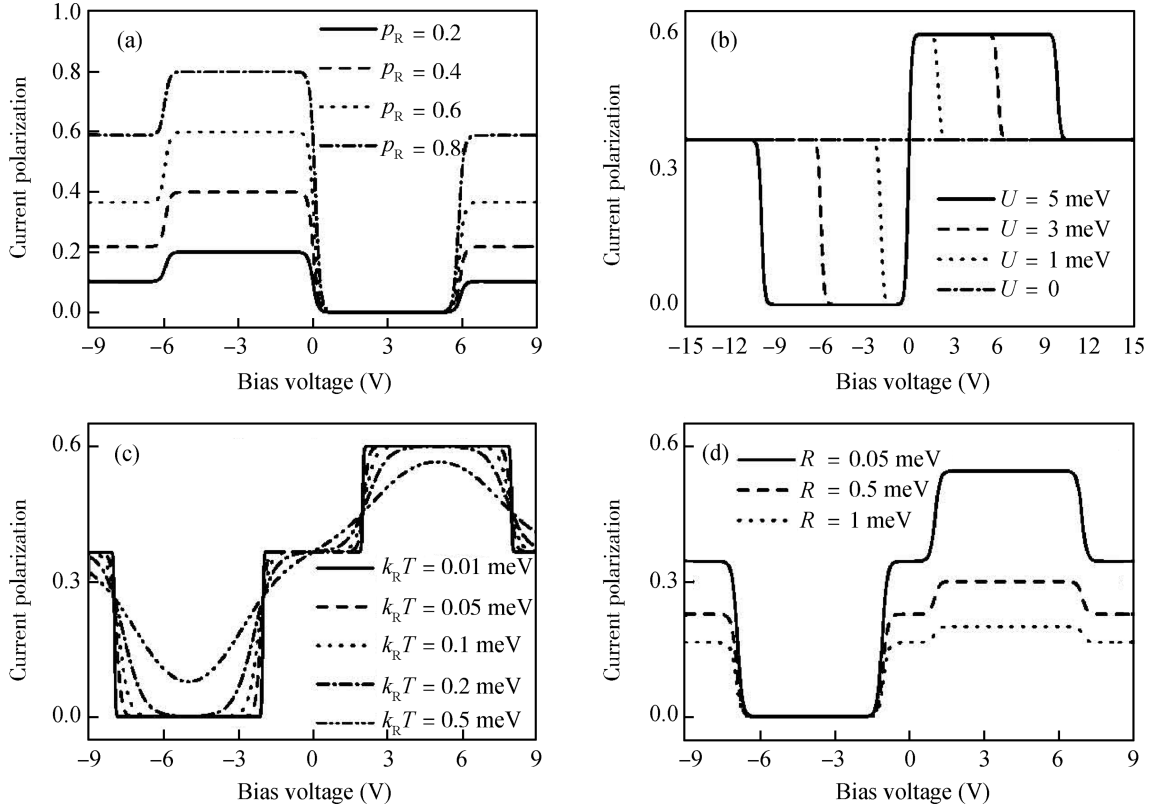 (a)
p_R = 0.2
p_R = 0.4
p_R = 0.6
p_R = 0.8
1.0
0.8
0.6
0.4
0.2
0.0
Current polarization
−9 −6 −3 0 3 6 9
Bias voltage (V)
(b)
0.6
0.3
0.0
Current polarization
U = 5 meV
U = 3 meV
U = 1 meV
U = 0
−15 −12 −9 −6 −3 0 3 6 9 12 15
Bias voltage (V)
(c)
0.6
0.3
0.0
Current polarization
k_R T = 0.01 meV
k_R T = 0.05 meV
k_R T = 0.1 meV
k_R T = 0.2 meV
k_R T = 0.5 meV
−9 −6 −3 0 3 6 9
Bias voltage (V)
(d)
R = 0.05 meV
R = 0.5 meV
R = 1 meV
0.6
0.3
0.0
Current polarization
−9 −6 −3 0 3 6 9
Bias voltage (V)